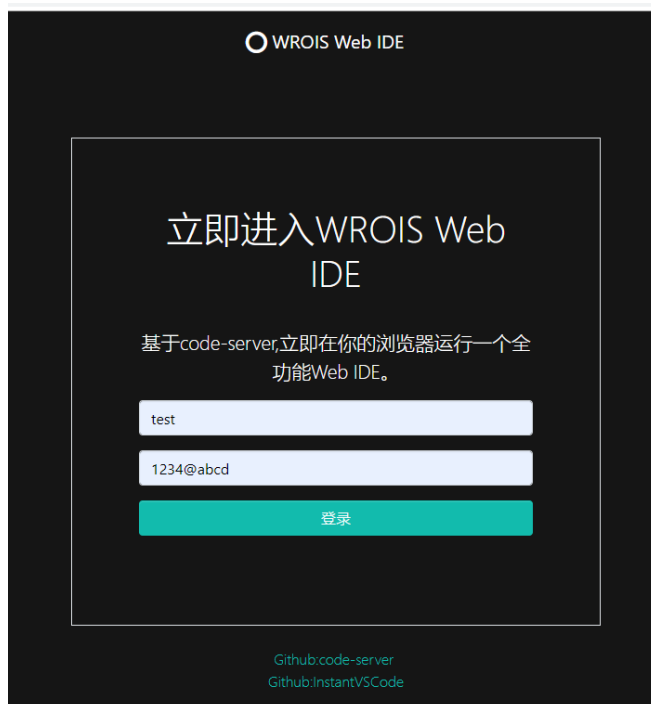 WROIS Web IDE
立即进入WROIS Web
IDE
基于code-server,立即在你的浏览器运行一个全
功能Web IDE。
test
1234@abcd
登录
Github:code-server
Github:InstantVSCode